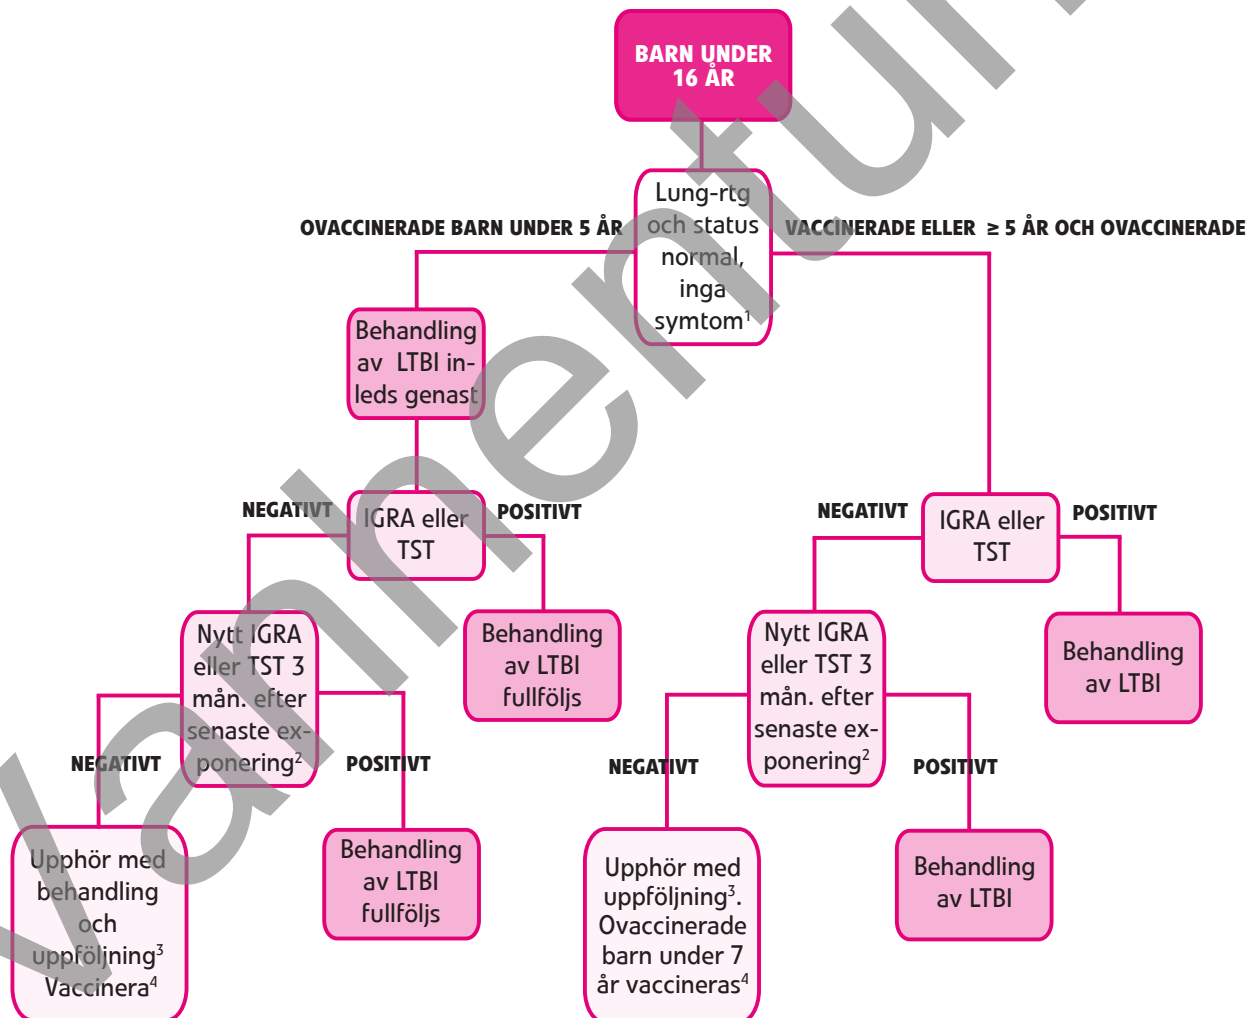 BARN UNDER
16 ÅR
Lung-rtg
och status
normal,
inga
symtom¹
OVACCINERADE BARN UNDER 5 ÅR
VACCINERADE ELLER ≥ 5 ÅR OCH OVACCINERADE
Behandling
av LTBI in-
leds genast
NEGATIVT
IGRA eller
TST
POSITIVT
NEGATIVT
IGRA eller
TST
POSITIVT
Nytt IGRA
eller TST 3
mån. efter
senaste ex-
ponering²
Behandling
av LTBI
fullföljs
Nytt IGRA
eller TST 3
mån. efter
senaste ex-
ponering²
Behandling
av LTBI
NEGATIVT
POSITIVT
NEGATIVT
POSITIVT
Upphör med
behandling
och
uppföljning³
Vaccinera⁴
Behandling
av LTBI
fullföljs
Upphör med
uppföljning³.
Ovaccinerade
barn under 7
år vaccineras⁴
Behandling
av LTBI
Vanhentun